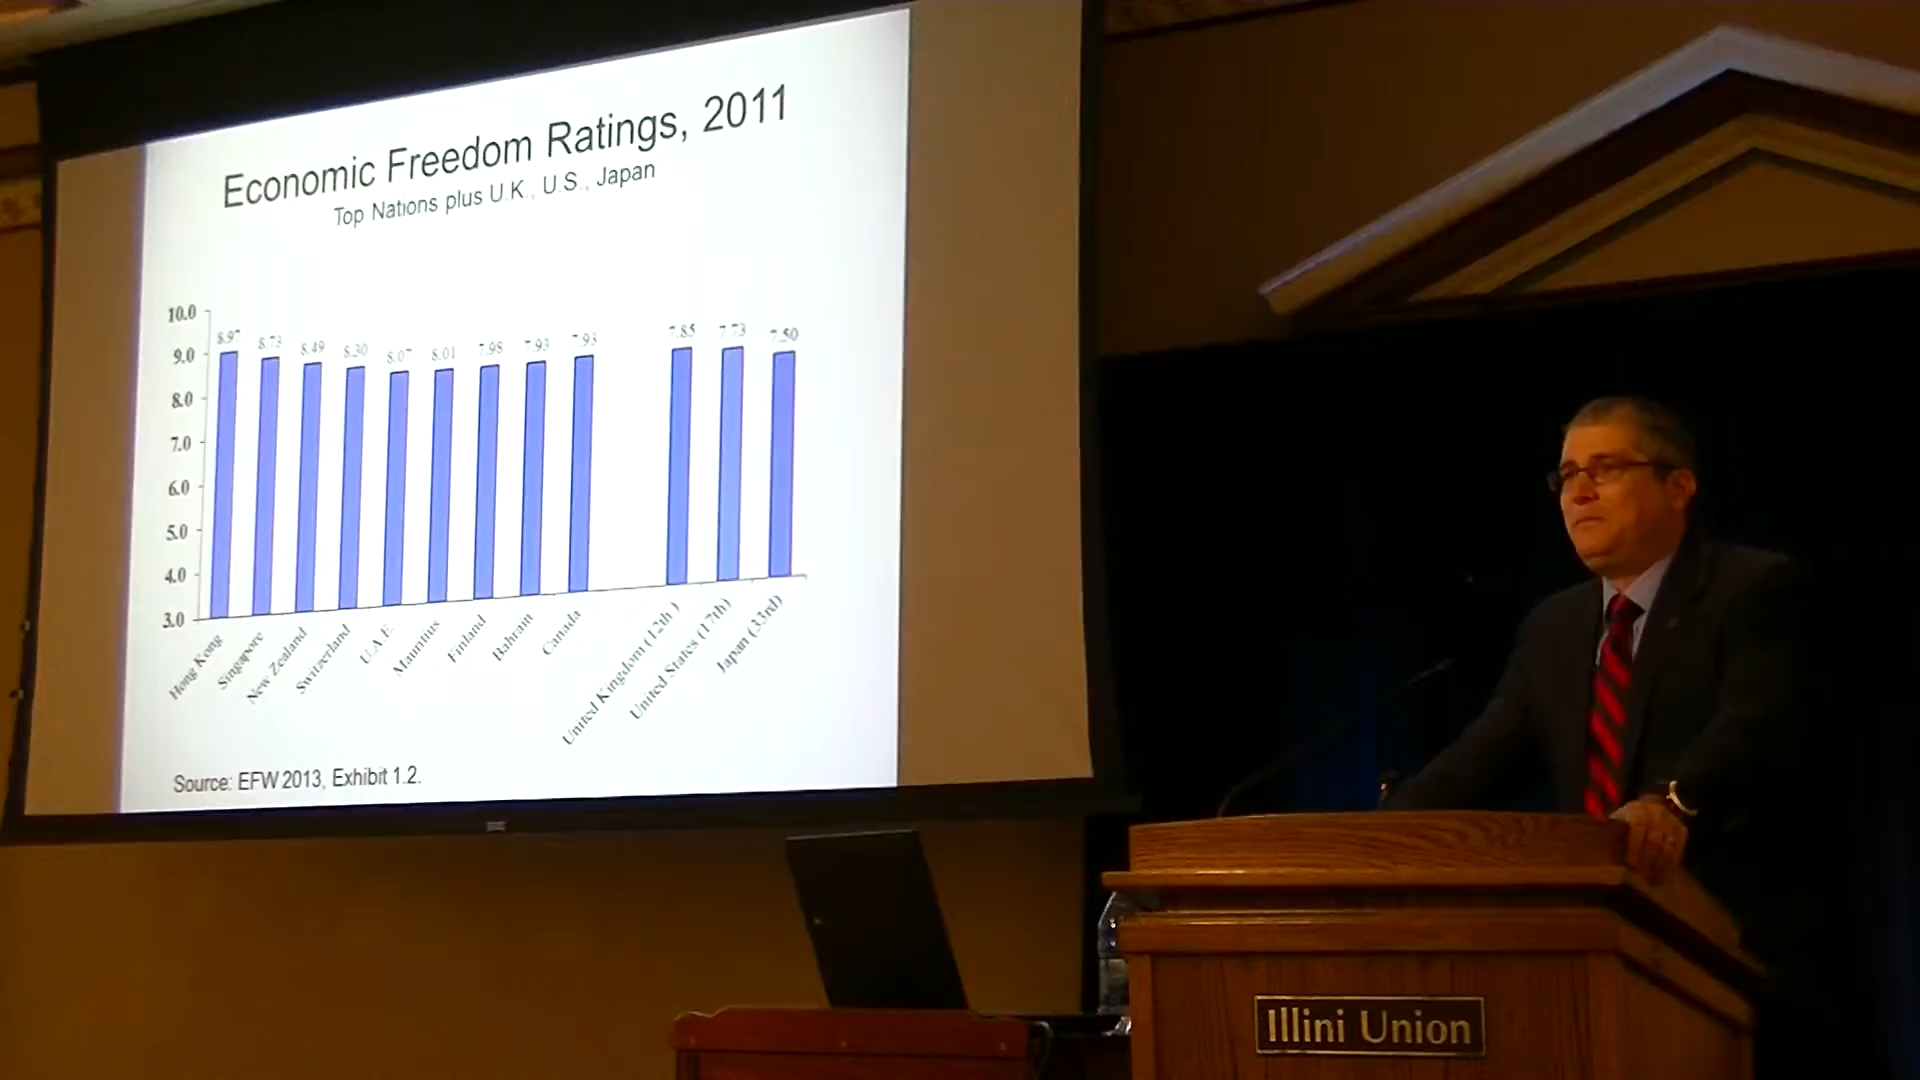 Economic Freedom Ratings, 2011
Top Nations plus U.K., U.S., Japan
10.0
9.0
8.0
7.0
6.0
5.0
4.0
3.0
8.97 8.73 8.49 8.30 8.07 8.01 7.98 7.93 7.93 7.85 7.73 7.50
Hong Kong
Singapore
New Zealand
Switzerland
U.A.E.
Mauritius
Finland
Bahrain
Canada
United Kingdom (12th )
United States (17th)
Japan (33rd)
Source: EFW 2013, Exhibit 1.2.
Illini Union